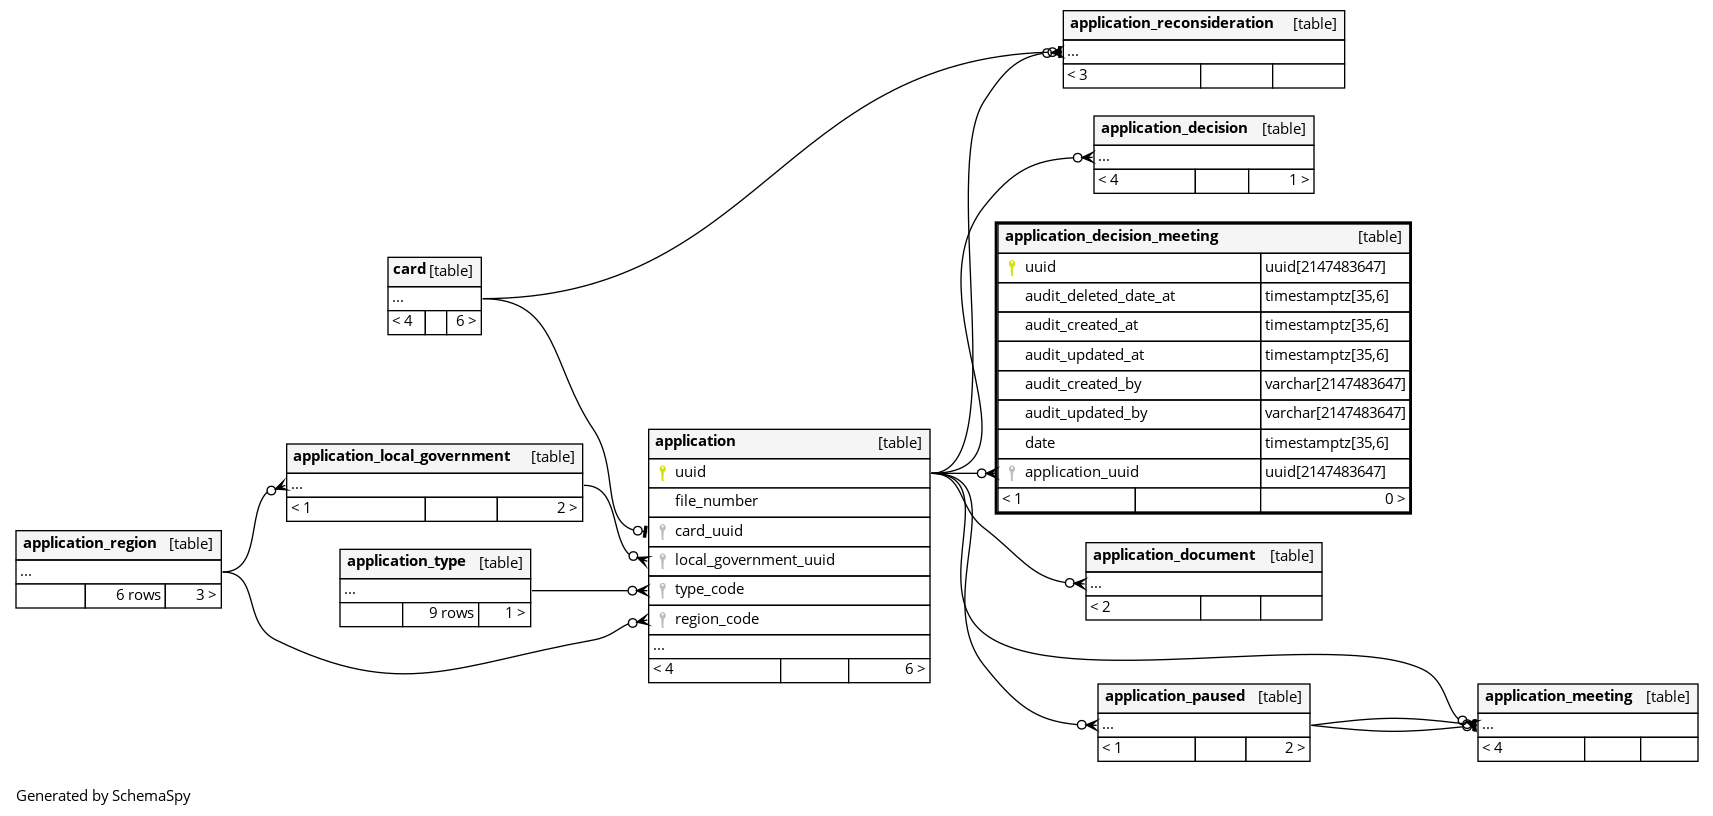 application_reconsideration [table]
...
< 3
application_decision [table]
...
< 4 1 >
application_decision_meeting [table]
uuid uuid[2147483647]
audit_deleted_date_at timestamptz[35,6]
audit_created_at timestamptz[35,6]
audit_updated_at timestamptz[35,6]
audit_created_by varchar[2147483647]
audit_updated_by varchar[2147483647]
date timestamptz[35,6]
application_uuid uuid[2147483647]
< 1 0 >
card [table]
...
< 4 6 >
application [table]
uuid
file_number
card_uuid
local_government_uuid
type_code
region_code
...
< 4 6 >
application_local_government [table]
...
< 1 2 >
application_region [table]
...
6 rows 3 >
application_type [table]
...
9 rows 1 >
application_document [table]
...
< 2
application_paused [table]
...
< 1 2 >
application_meeting [table]
...
< 4
Generated by SchemaSpy